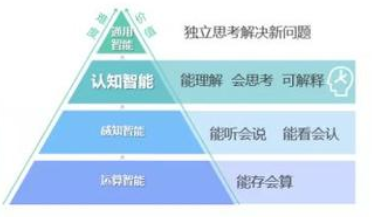 通用
智能
独立思考解决新问题
认知智能
能理解 会思考 可解释
感知智能
能听会说 能看会认
运算智能
能存会算